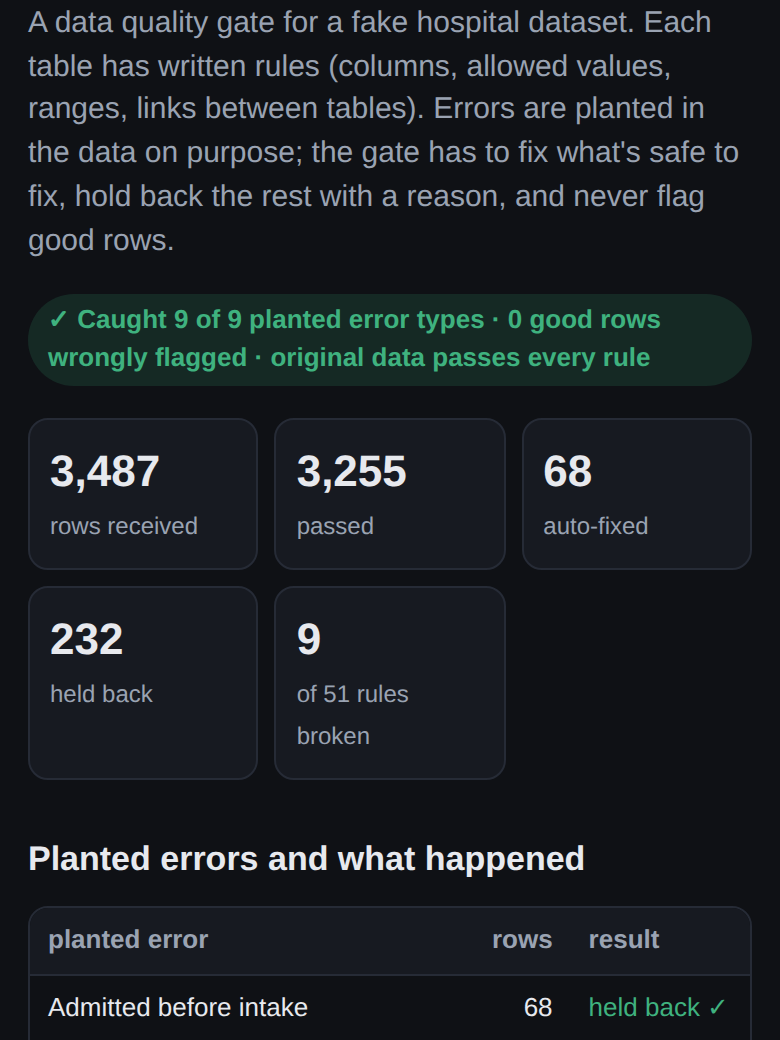 A data quality gate for a fake hospital dataset. Each
table has written rules (columns, allowed values,
ranges, links between tables). Errors are planted in
the data on purpose; the gate has to fix what's safe to
fix, hold back the rest with a reason, and never flag
good rows.
✓ Caught 9 of 9 planted error types · 0 good rows
wrongly flagged · original data passes every rule
3,487
rows received
3,255
passed
68
auto-fixed
232
held back
9
of 51 rules
broken
Planted errors and what happened
planted error rows result
Admitted before intake 68 held back ✓